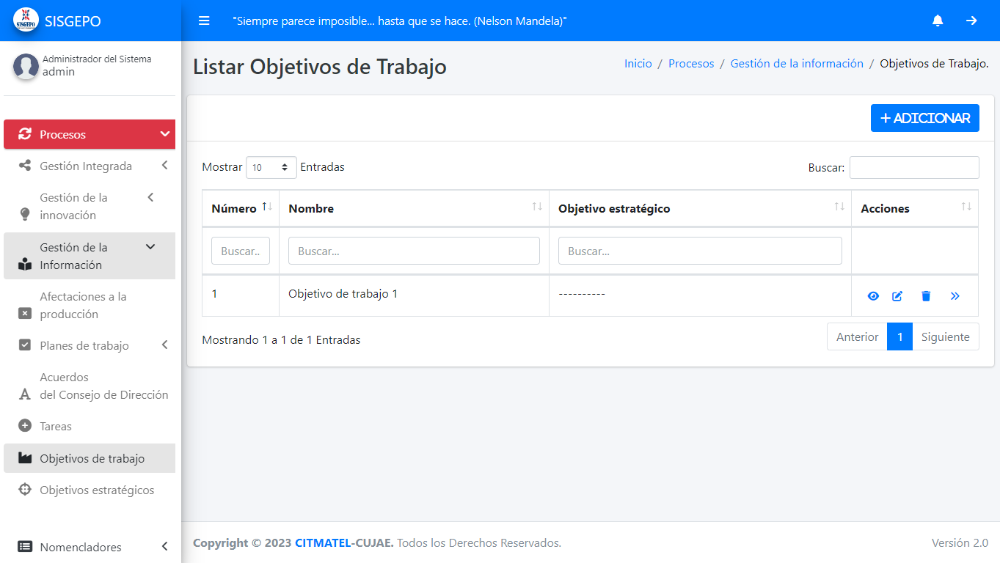 SISGEPO
SISGEPO
"Siempre parece imposible... hasta que se hace. (Nelson Mandela)"
Administrador del Sistema
admin
Procesos
Gestión Integrada
Gestión de la
innovación
Gestión de la
Información
Afectaciones a la
producción
Planes de trabajo
Acuerdos
del Consejo de Dirección
Tareas
Objetivos de trabajo
Objetivos estratégicos
Nomencladores
Listar Objetivos de Trabajo
Inicio / Procesos / Gestión de la información / Objetivos de Trabajo.
+ ADICIONAR
Mostrar 10 Entradas
Buscar:
Número Nombre Objetivo estratégico Acciones
Buscar.. Buscar... Buscar...
1 Objetivo de trabajo 1 ----------
Mostrando 1 a 1 de 1 Entradas
Anterior 1 Siguiente
Copyright © 2023 CITMATEL-CUJAE. Todos los Derechos Reservados.
Versión 2.0